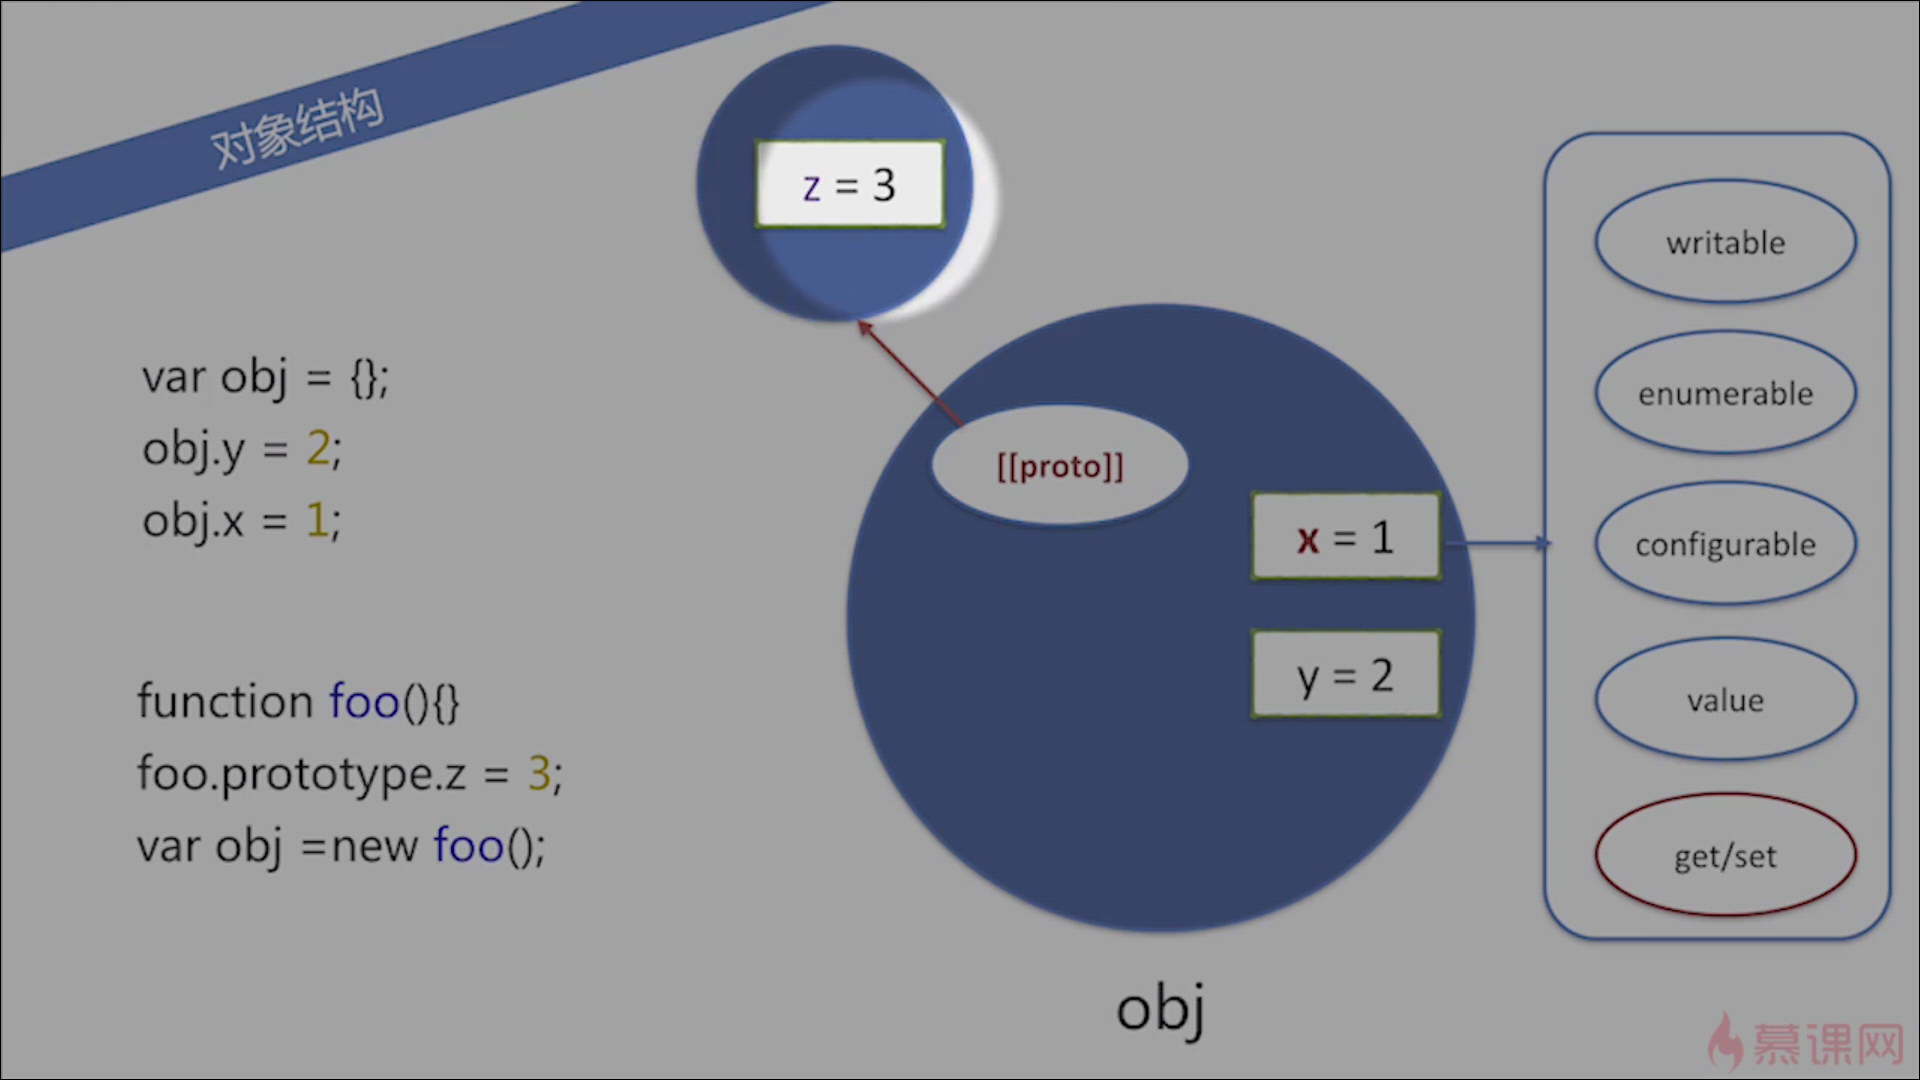 对象结构
z = 3
var obj = {};
obj.y = 2;
obj.x = 1;
function foo(){}
foo.prototype.z = 3;
var obj =new foo();
[[proto]]
x = 1
y = 2
obj
writable
enumerable
configurable
value
get/set
慕课网